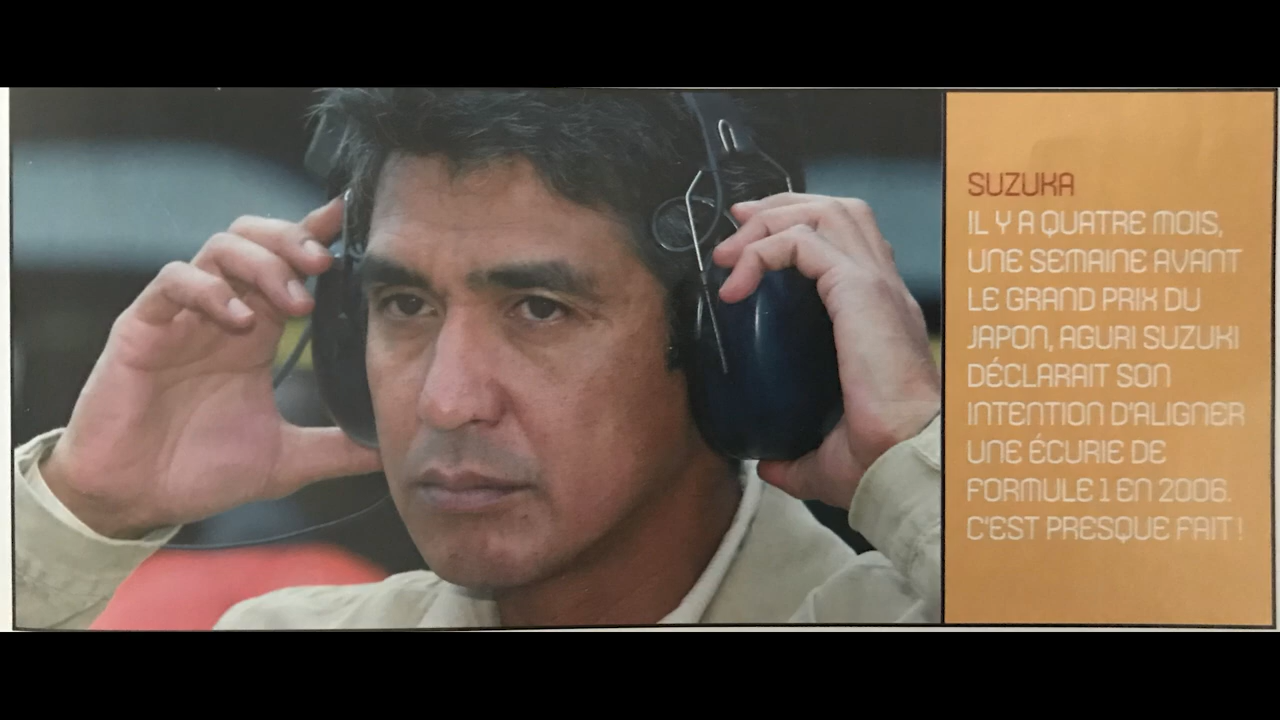 SUZUKA
IL Y A QUATRE MOIS,
UNE SEMAINE AVANT
LE GRAND PRIX DU
JAPON, AGURI SUZUKI
DÉCLARAIT SON
INTENTION D'ALIGNER
UNE ÉCURIE DE
FORMULE 1 EN 2006.
C'EST PRESQUE FAIT !